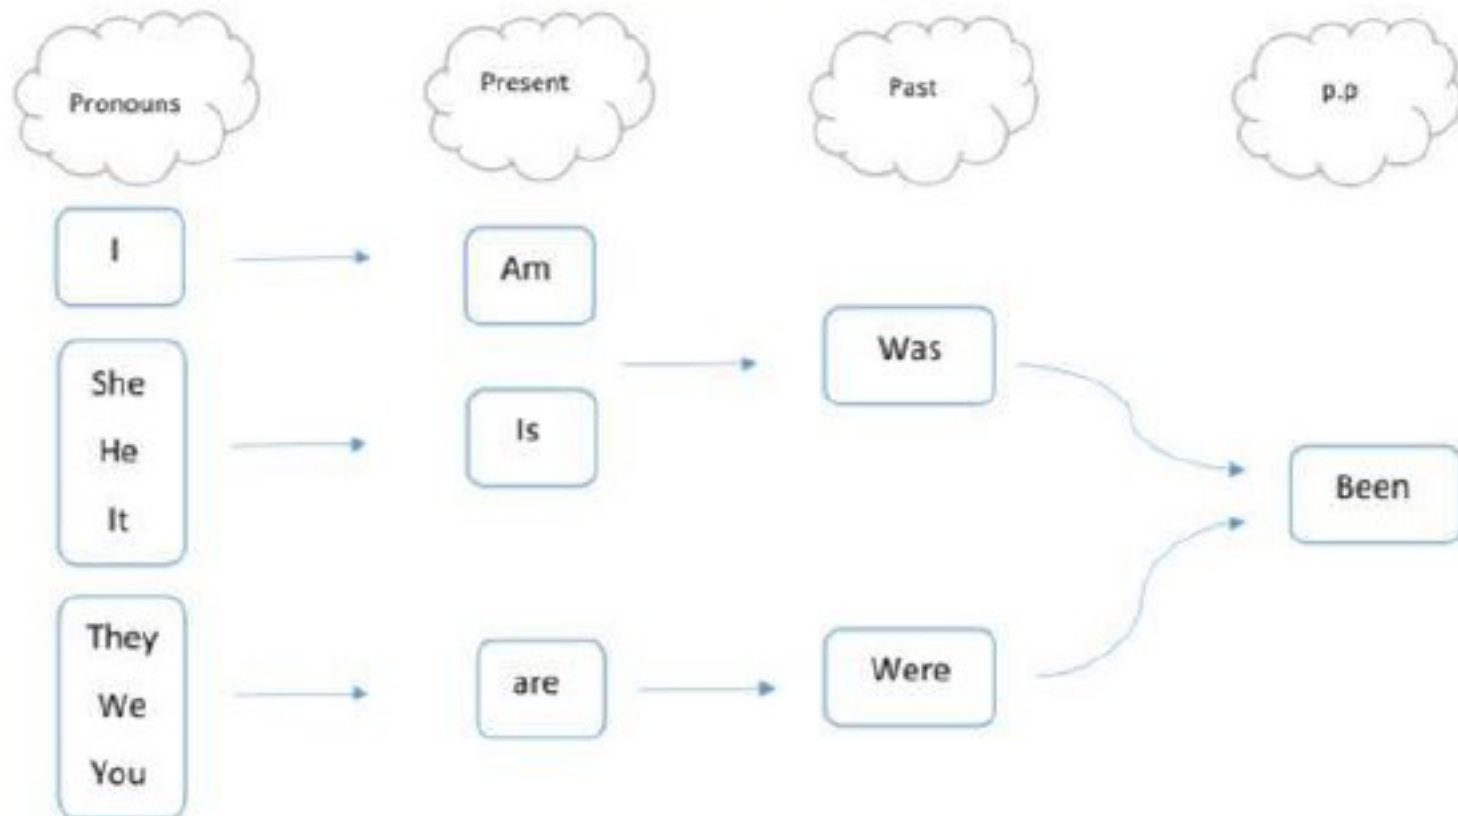 Pronouns
Present
Past
p.p
I
Am
Was
She
He
It
Is
Been
They
We
You
are
Were